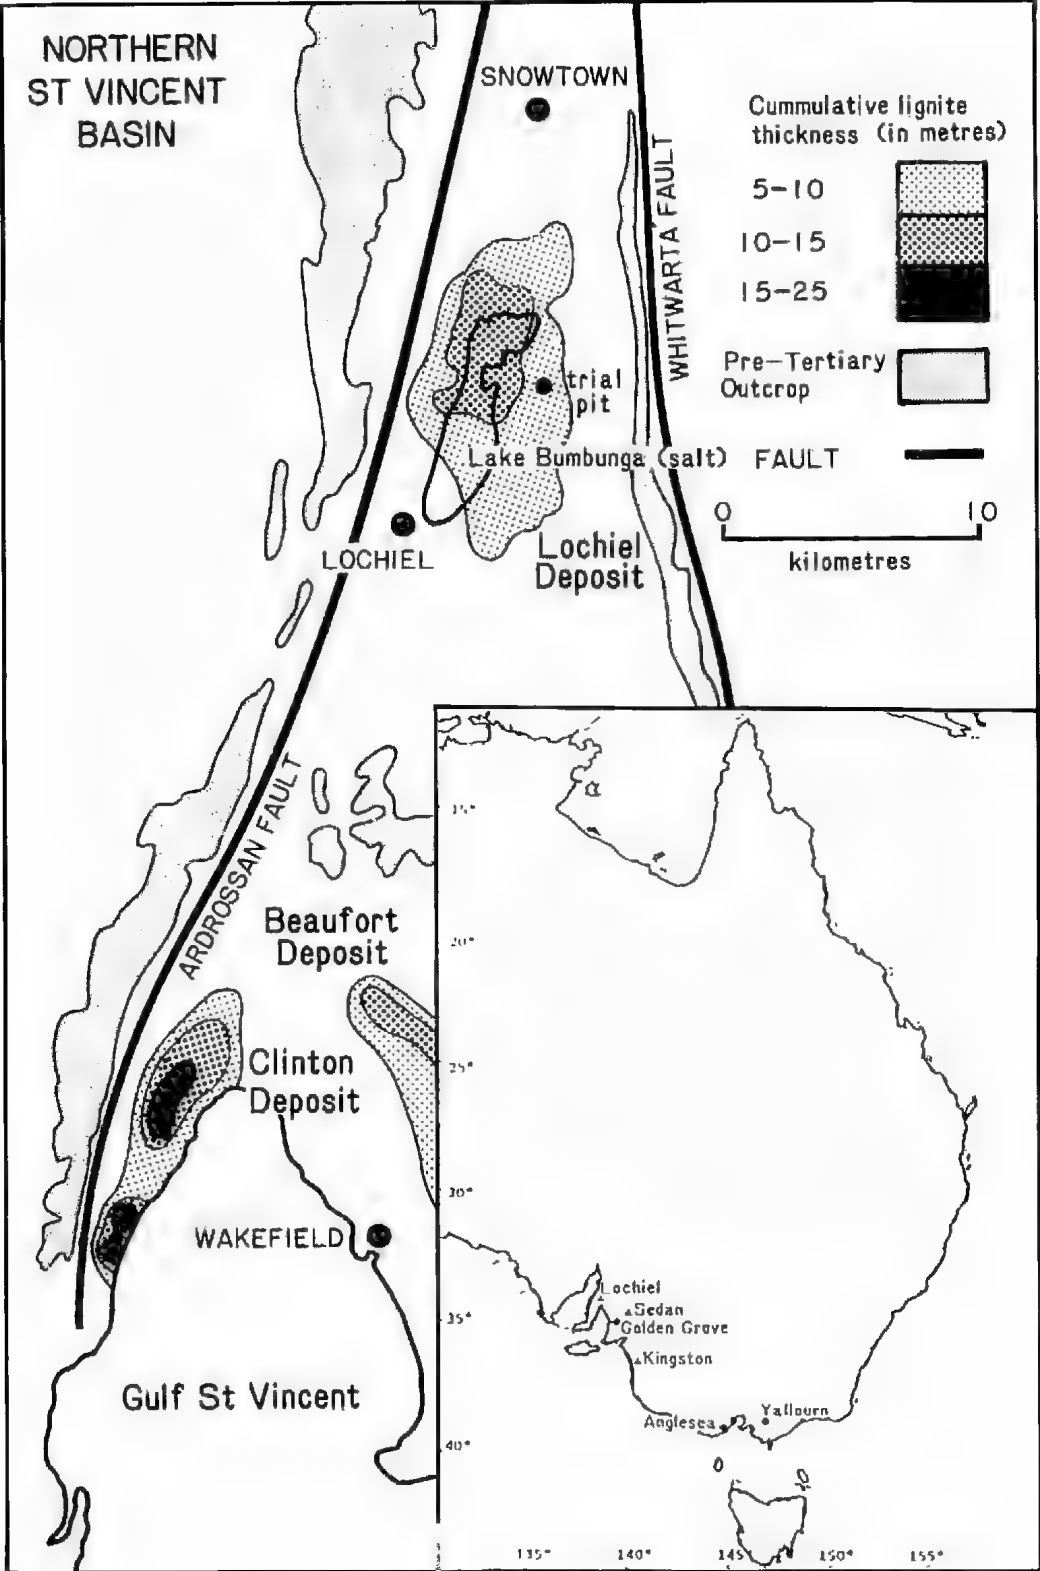 NORTHERN
ST VINCENT
BASIN
SNOWTOWN
WHITWARTA FAULT
Cummulative lignite
thickness (in metres)
5-10
10-15
15-25
Pre-Tertiary
Outcrop
FAULT
0 10
kilometres
trial
pit
Lake Bumbunga (salt)
LOCHIEL
Lochiel
Deposit
ARDROSSAN FAULT
Beaufort
Deposit
Clinton
Deposit
WAKEFIELD
Gulf St Vincent
15°
20°
25°
30°
35°
40°
Lochiel
Sedan
Golden Grove
Kingston
Anglesea
Yallourn
135° 140° 145° 150° 155°